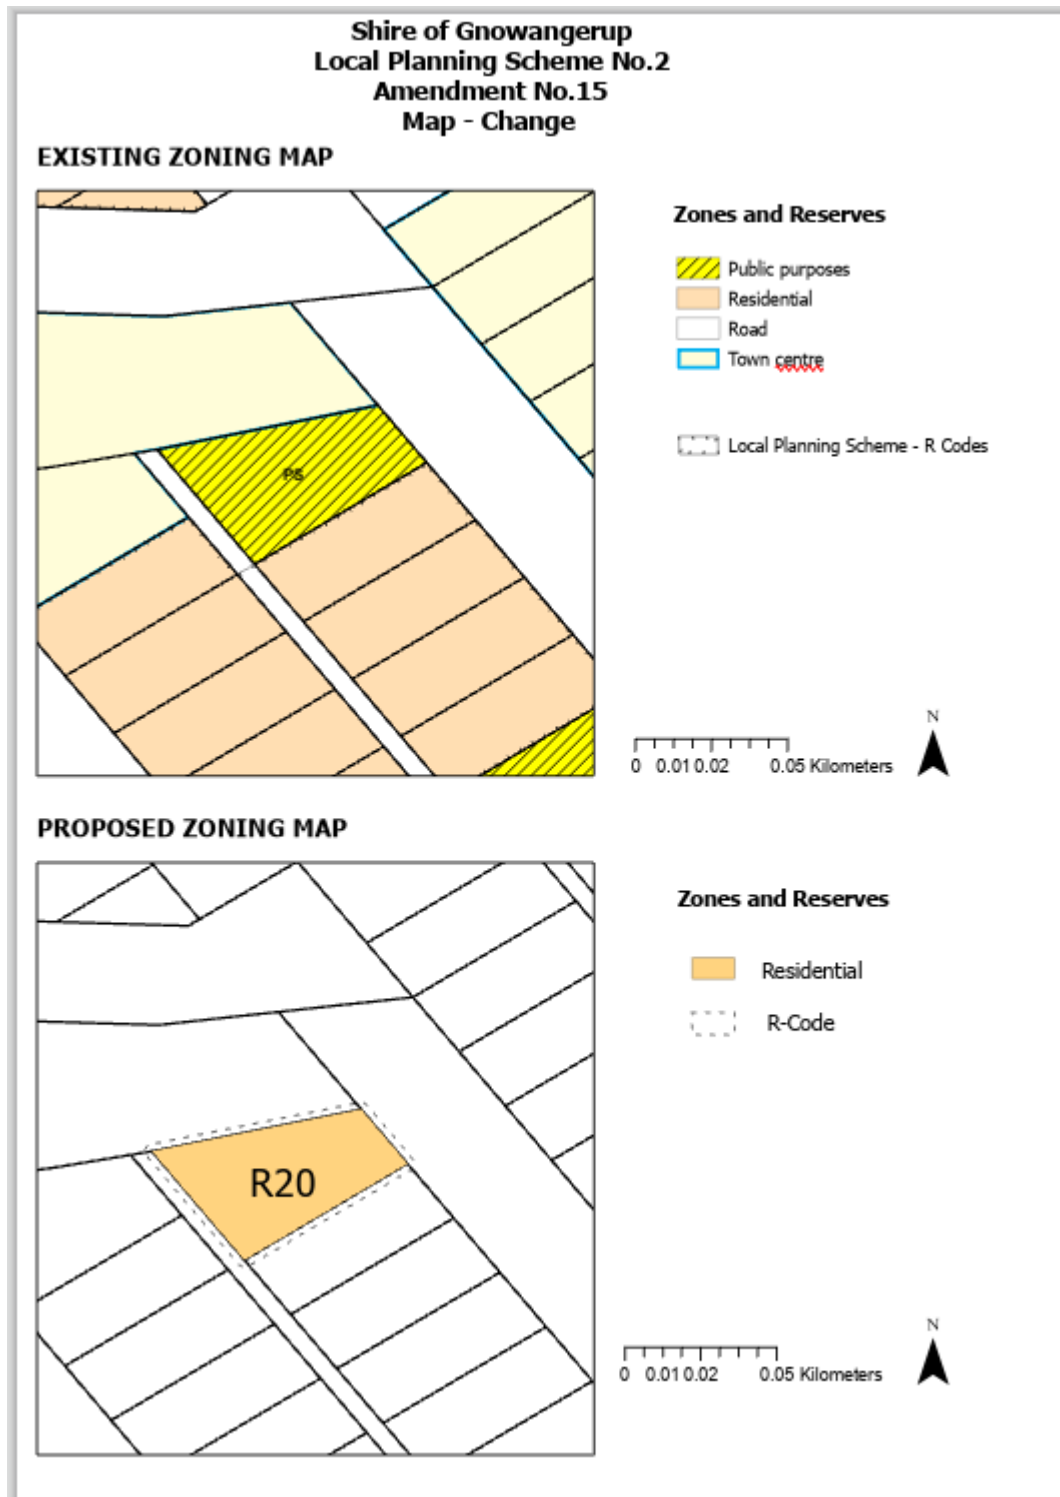 Shire of Gnowangerup
Local Planning Scheme No.2
Amendment No.15
Map - Change
EXISTING ZONING MAP
Zones and Reserves
Public purposes
Residential
Road
Town centre
Local Planning Scheme - R Codes
N
0 0.01 0.02 0.05 Kilometers
PROPOSED ZONING MAP
Zones and Reserves
Residential
R-Code
R20
N
0 0.01 0.02 0.05 Kilometers